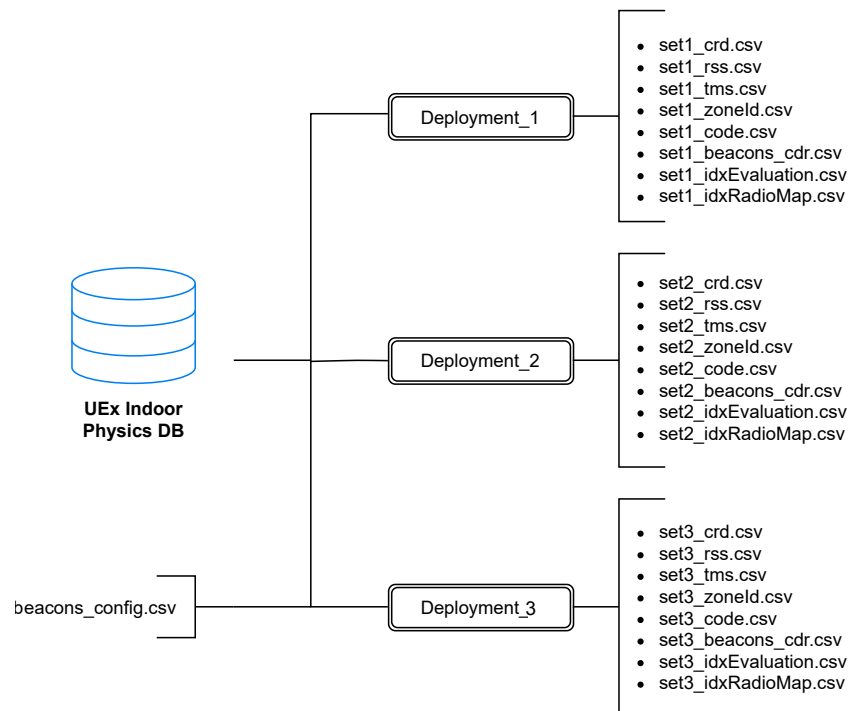 Deployment_1
set1_crd.csv
set1_rss.csv
set1_tms.csv
set1_zoneId.csv
set1_code.csv
set1_beacons_cdr.csv
set1_idxEvaluation.csv
set1_idxRadioMap.csv
UEx Indoor
Physics DB
Deployment_2
set2_crd.csv
set2_rss.csv
set2_tms.csv
set2_zoneId.csv
set2_code.csv
set2_beacons_cdr.csv
set2_idxEvaluation.csv
set2_idxRadioMap.csv
beacons_config.csv
Deployment_3
set3_crd.csv
set3_rss.csv
set3_tms.csv
set3_zoneId.csv
set3_code.csv
set3_beacons_cdr.csv
set3_idxEvaluation.csv
set3_idxRadioMap.csv